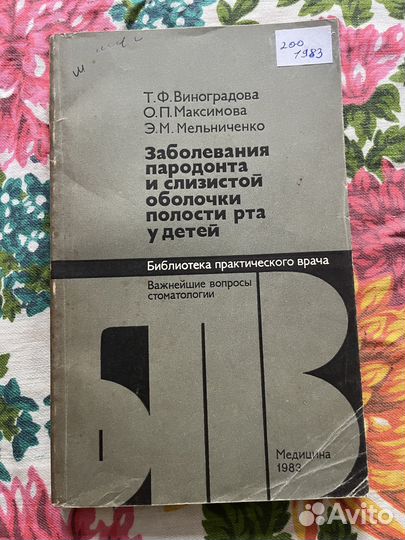 200
1983
Т.Ф.Виноградова
О.П.Максимова
Э.М.Мельниченко
Заболевания
пародонта
и слизистой
оболочки
полости рта
у детей
Библиотека практического врача
Важнейшие вопросы
стоматологии
БПВ
Медицина
1983
Avito